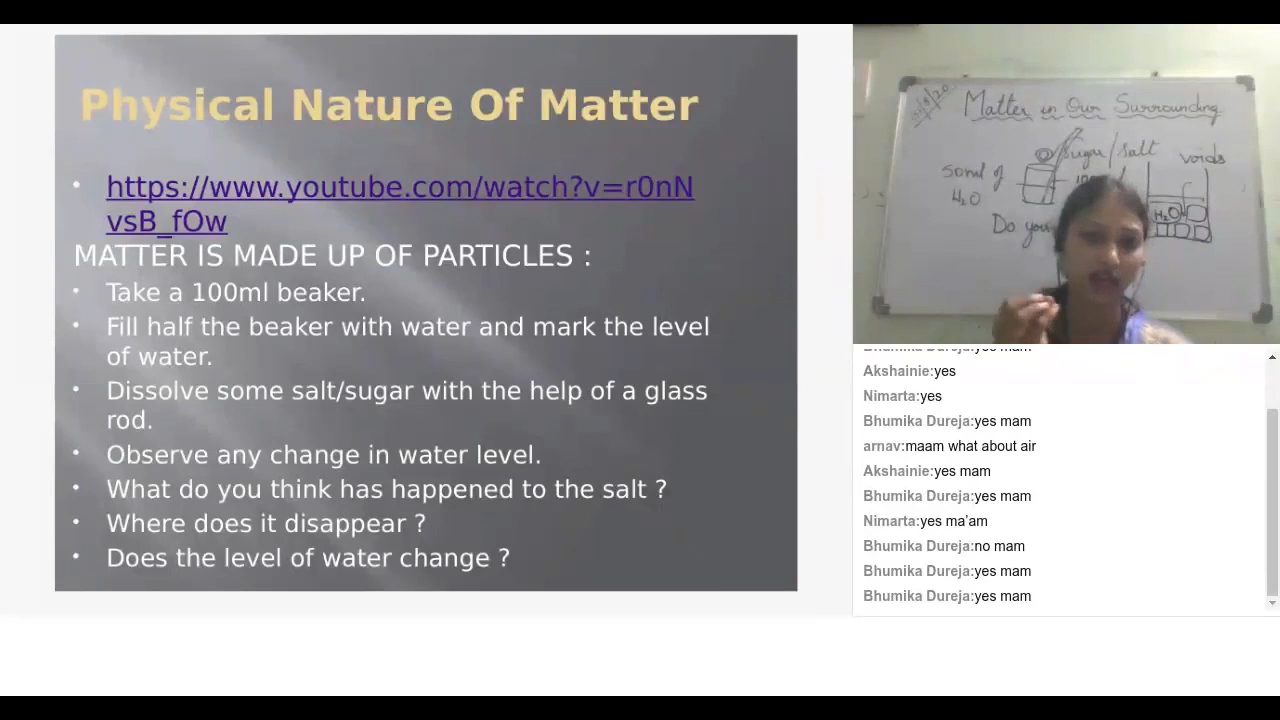 Physical Nature Of Matter
• https://www.youtube.com/watch?v=r0nN
vsB_fOw
MATTER IS MADE UP OF PARTICLES :
• Take a 100ml beaker.
• Fill half the beaker with water and mark the level
of water.
• Dissolve some salt/sugar with the help of a glass
rod.
• Observe any change in water level.
• What do you think has happened to the salt ?
• Where does it disappear ?
• Does the level of water change ?
Matter in Our Surrounding
Sugar/Salt
voids
50ml of
H₂O
H₂O
Do you
Bhumika Dureja:yes mam
Akshainie:yes
Nimarta:yes
Bhumika Dureja:yes mam
arnav:maam what about air
Akshainie:yes mam
Bhumika Dureja:yes mam
Nimarta:yes ma'am
Bhumika Dureja:no mam
Bhumika Dureja:yes mam
Bhumika Dureja:yes mam